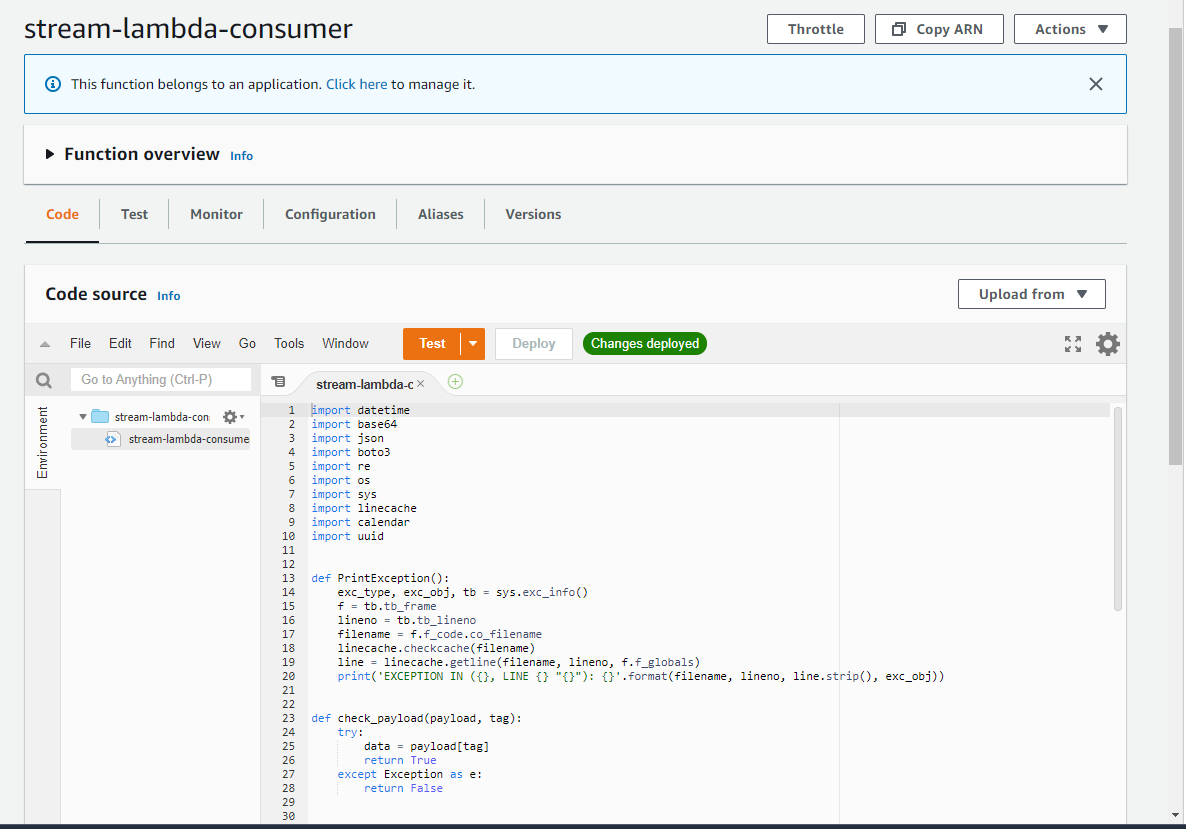 stream-lambda-consumer
Throttle
Copy ARN
Actions
This function belongs to an application. Click here to manage it.
Function overview Info
Code
Test
Monitor
Configuration
Aliases
Versions
Code source Info
Upload from
File Edit Find View Go Tools Window
Test
Deploy
Changes deployed
Go to Anything (Ctrl-P)
stream-lambda-c
Environment
stream-lambda-con
stream-lambda-consume
1 import datetime
2 import base64
3 import json
4 import boto3
5 import re
6 import os
7 import sys
8 import linecache
9 import calendar
10 import uuid
11
12
13 def PrintException():
14     exc_type, exc_obj, tb = sys.exc_info()
15     f = tb.tb_frame
16     lineno = tb.tb_lineno
17     filename = f.f_code.co_filename
18     linecache.checkcache(filename)
19     line = linecache.getline(filename, lineno, f.f_globals)
20     print('EXCEPTION IN ({}, LINE {} "{}"): {}'.format(filename, lineno, line.strip(), exc_obj))
21
22
23 def check_payload(payload, tag):
24     try:
25         data = payload[tag]
26         return True
27     except Exception as e:
28         return False
29
30